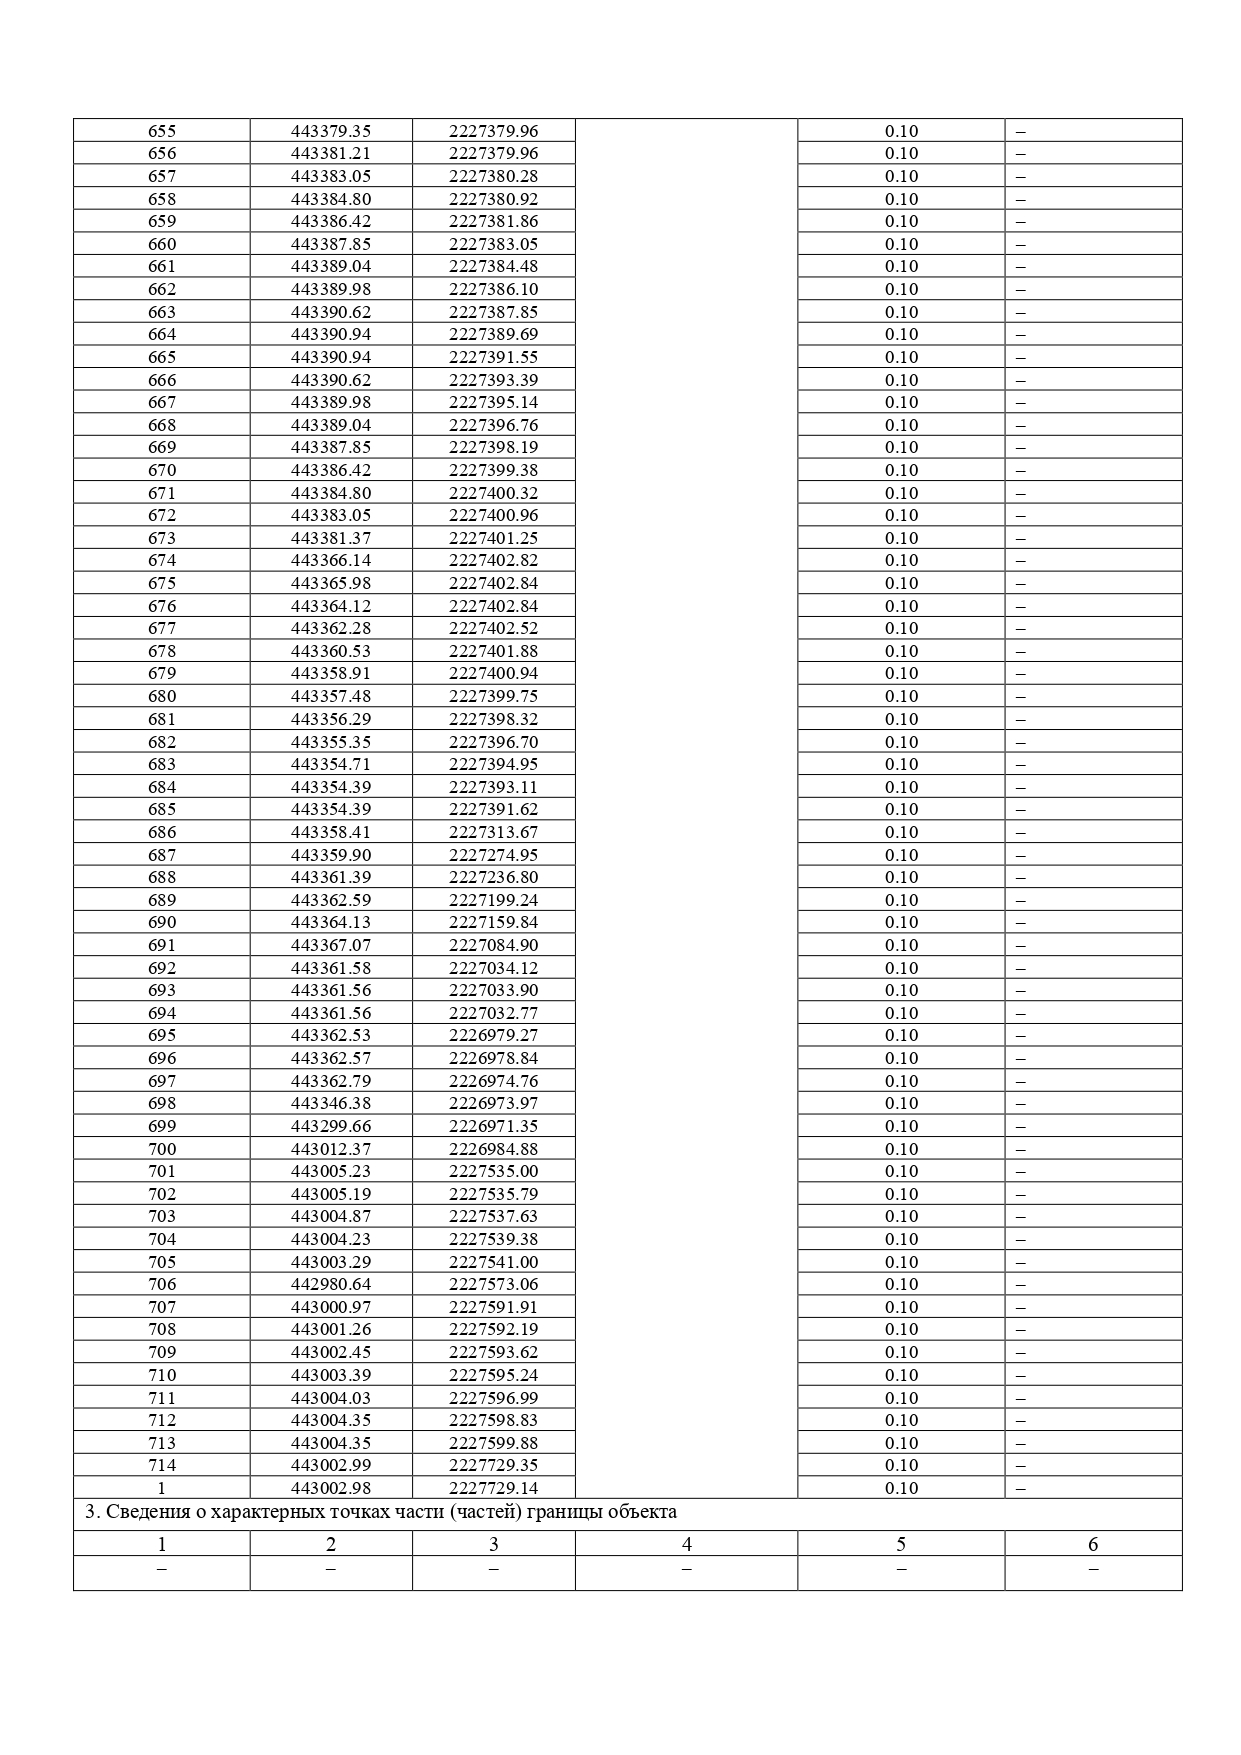 655 443379.35 2227379.96 0.10 –
656 443381.21 2227379.96 0.10 –
657 443383.05 2227380.28 0.10 –
658 443384.80 2227380.92 0.10 –
659 443386.42 2227381.86 0.10 –
660 443387.85 2227383.05 0.10 –
661 443389.04 2227384.48 0.10 –
662 443389.98 2227386.10 0.10 –
663 443390.62 2227387.85 0.10 –
664 443390.94 2227389.69 0.10 –
665 443390.94 2227391.55 0.10 –
666 443390.62 2227393.39 0.10 –
667 443389.98 2227395.14 0.10 –
668 443389.04 2227396.76 0.10 –
669 443387.85 2227398.19 0.10 –
670 443386.42 2227399.38 0.10 –
671 443384.80 2227400.32 0.10 –
672 443383.05 2227400.96 0.10 –
673 443381.37 2227401.25 0.10 –
674 443366.14 2227402.82 0.10 –
675 443365.98 2227402.84 0.10 –
676 443364.12 2227402.84 0.10 –
677 443362.28 2227402.52 0.10 –
678 443360.53 2227401.88 0.10 –
679 443358.91 2227400.94 0.10 –
680 443357.48 2227399.75 0.10 –
681 443356.29 2227398.32 0.10 –
682 443355.35 2227396.70 0.10 –
683 443354.71 2227394.95 0.10 –
684 443354.39 2227393.11 0.10 –
685 443354.39 2227391.62 0.10 –
686 443358.41 2227313.67 0.10 –
687 443359.90 2227274.95 0.10 –
688 443361.39 2227236.80 0.10 –
689 443362.59 2227199.24 0.10 –
690 443364.13 2227159.84 0.10 –
691 443367.07 2227084.90 0.10 –
692 443361.58 2227034.12 0.10 –
693 443361.56 2227033.90 0.10 –
694 443361.56 2227032.77 0.10 –
695 443362.53 2226979.27 0.10 –
696 443362.57 2226978.84 0.10 –
697 443362.79 2226974.76 0.10 –
698 443346.38 2226973.97 0.10 –
699 443299.66 2226971.35 0.10 –
700 443012.37 2226984.88 0.10 –
701 443005.23 2227535.00 0.10 –
702 443005.19 2227535.79 0.10 –
703 443004.87 2227537.63 0.10 –
704 443004.23 2227539.38 0.10 –
705 443003.29 2227541.00 0.10 –
706 442980.64 2227573.06 0.10 –
707 443000.97 2227591.91 0.10 –
708 443001.26 2227592.19 0.10 –
709 443002.45 2227593.62 0.10 –
710 443003.39 2227595.24 0.10 –
711 443004.03 2227596.99 0.10 –
712 443004.35 2227598.83 0.10 –
713 443004.35 2227599.88 0.10 –
714 443002.99 2227729.35 0.10 –
1 443002.98 2227729.14 0.10 –
3. Сведения о характерных точках части (частей) границы объекта
1 2 3 4 5 6
– – – – – –